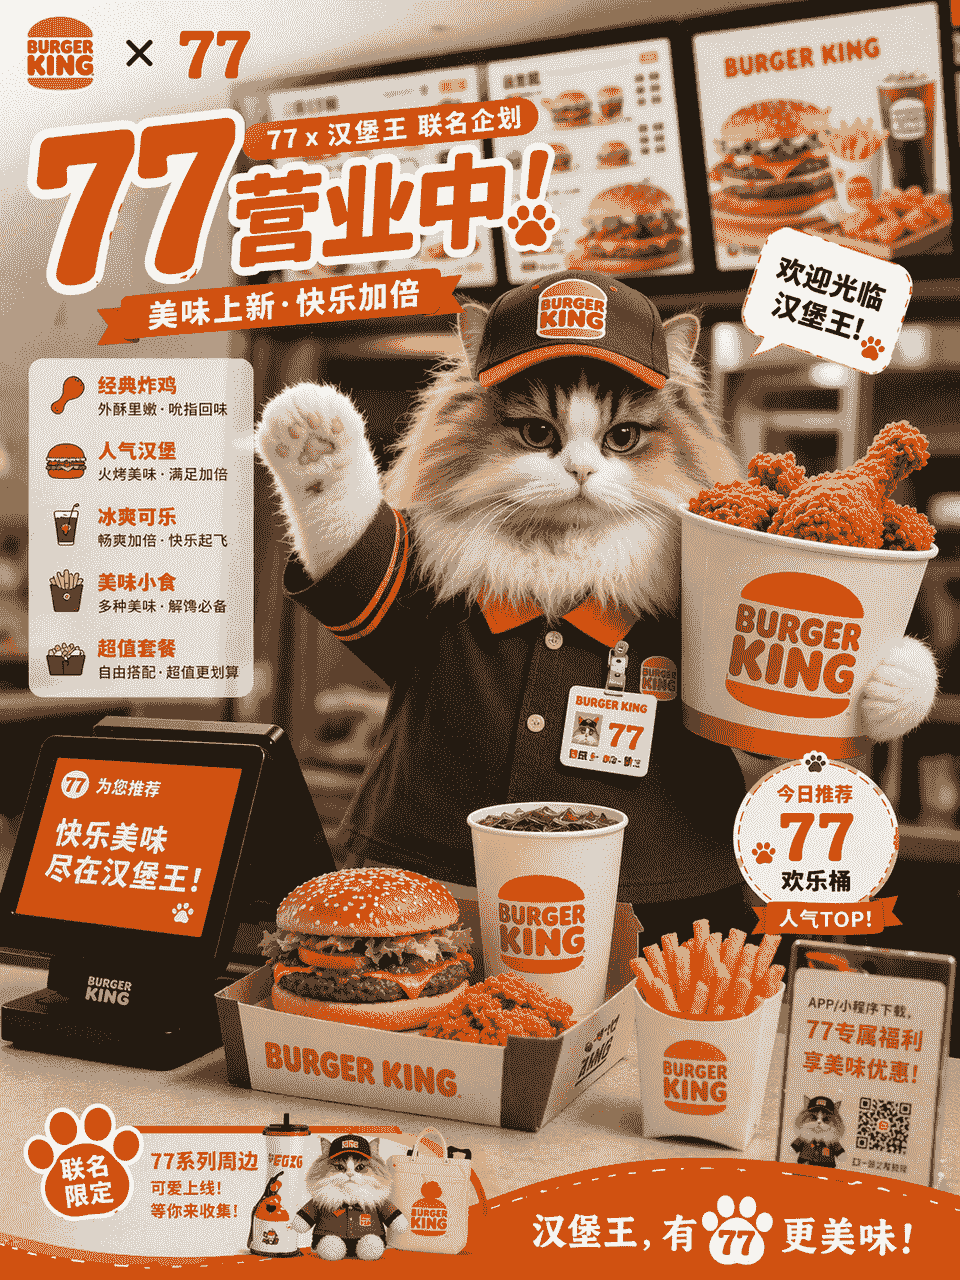 BURGER KING
×
77
77 x 汉堡王 联名企划
77营业中!
美味上新·快乐加倍
BURGER KING
欢迎光临
汉堡王!
经典炸鸡
外酥里嫩·吮指回味
人气汉堡
火烤美味·满足加倍
冰爽可乐
畅爽加倍·快乐起飞
美味小食
多种美味·解馋必备
超值套餐
自由搭配·超值更划算
BURGER KING
BURGER KING
BURGER KING
BURGER KING
77
77 为您推荐
快乐美味
尽在汉堡王!
BURGER KING
今日推荐
77
欢乐桶
人气TOP!
BURGER KING
BURGER KING
BURGER KING
APP/小程序下载,
77专属福利
享美味优惠!
联名
限定
77系列周边
可爱上线!
等你来收集!
BURGER KING
汉堡王,有77更美味!